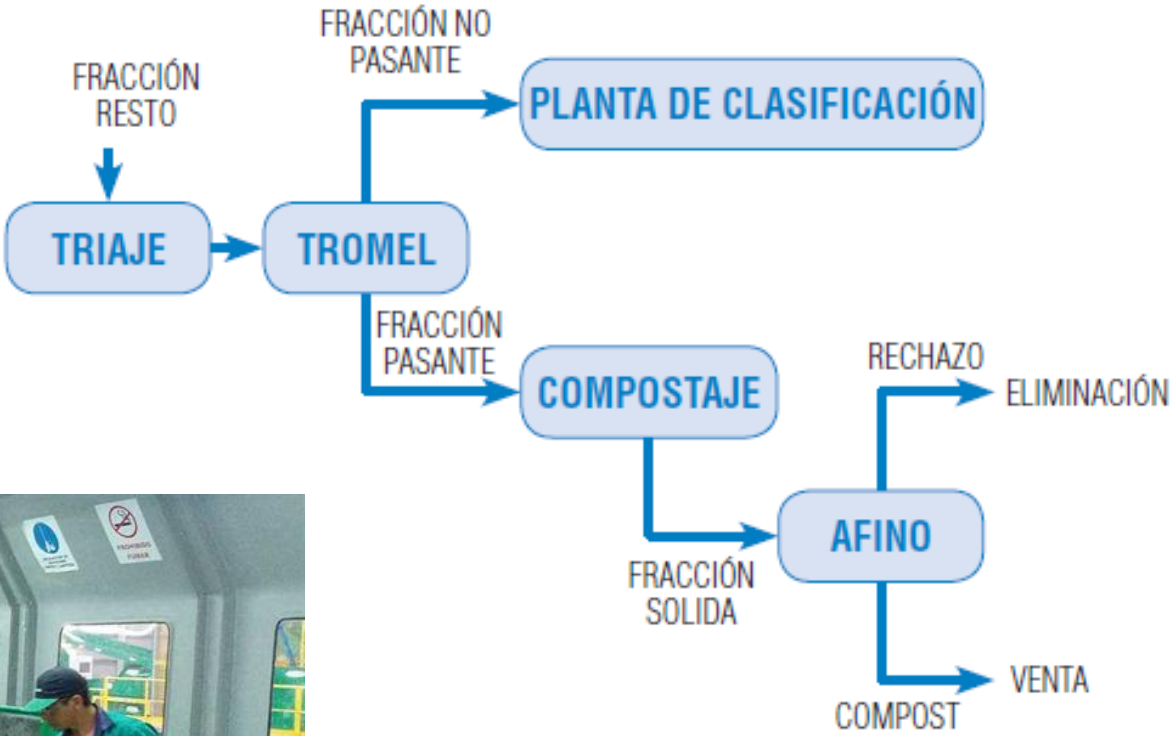 FRACCIÓN NO
PASANTE
FRACCIÓN
RESTO
PLANTA DE CLASIFICACIÓN
TRIAJE
TROMEL
FRACCIÓN
PASANTE
COMPOSTAJE
RECHAZO
ELIMINACIÓN
AFINO
FRACCIÓN
SOLIDA
VENTA
COMPOST
PROHIBIDO
FUMAR